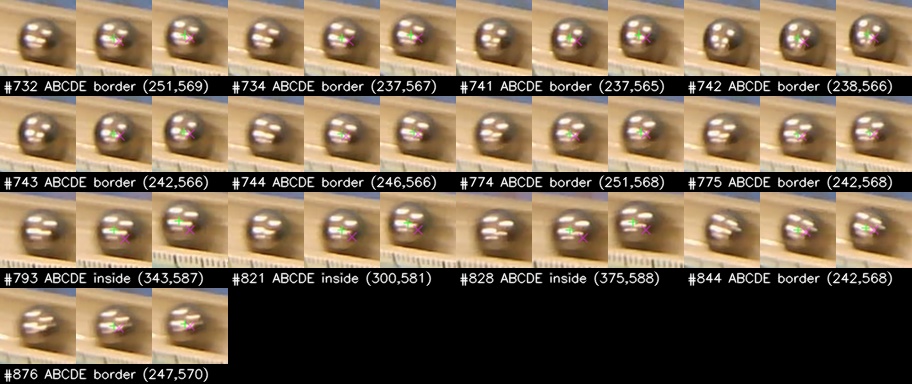 #732 ABCDE border (251,569)
#734 ABCDE border (237,567)
#741 ABCDE border (237,565)
#742 ABCDE border (238,566)
#743 ABCDE border (242,566)
#744 ABCDE border (246,566)
#774 ABCDE border (251,568)
#775 ABCDE border (242,568)
#793 ABCDE inside (343,587)
#821 ABCDE inside (300,581)
#828 ABCDE inside (375,588)
#844 ABCDE border (242,568)
#876 ABCDE border (247,570)